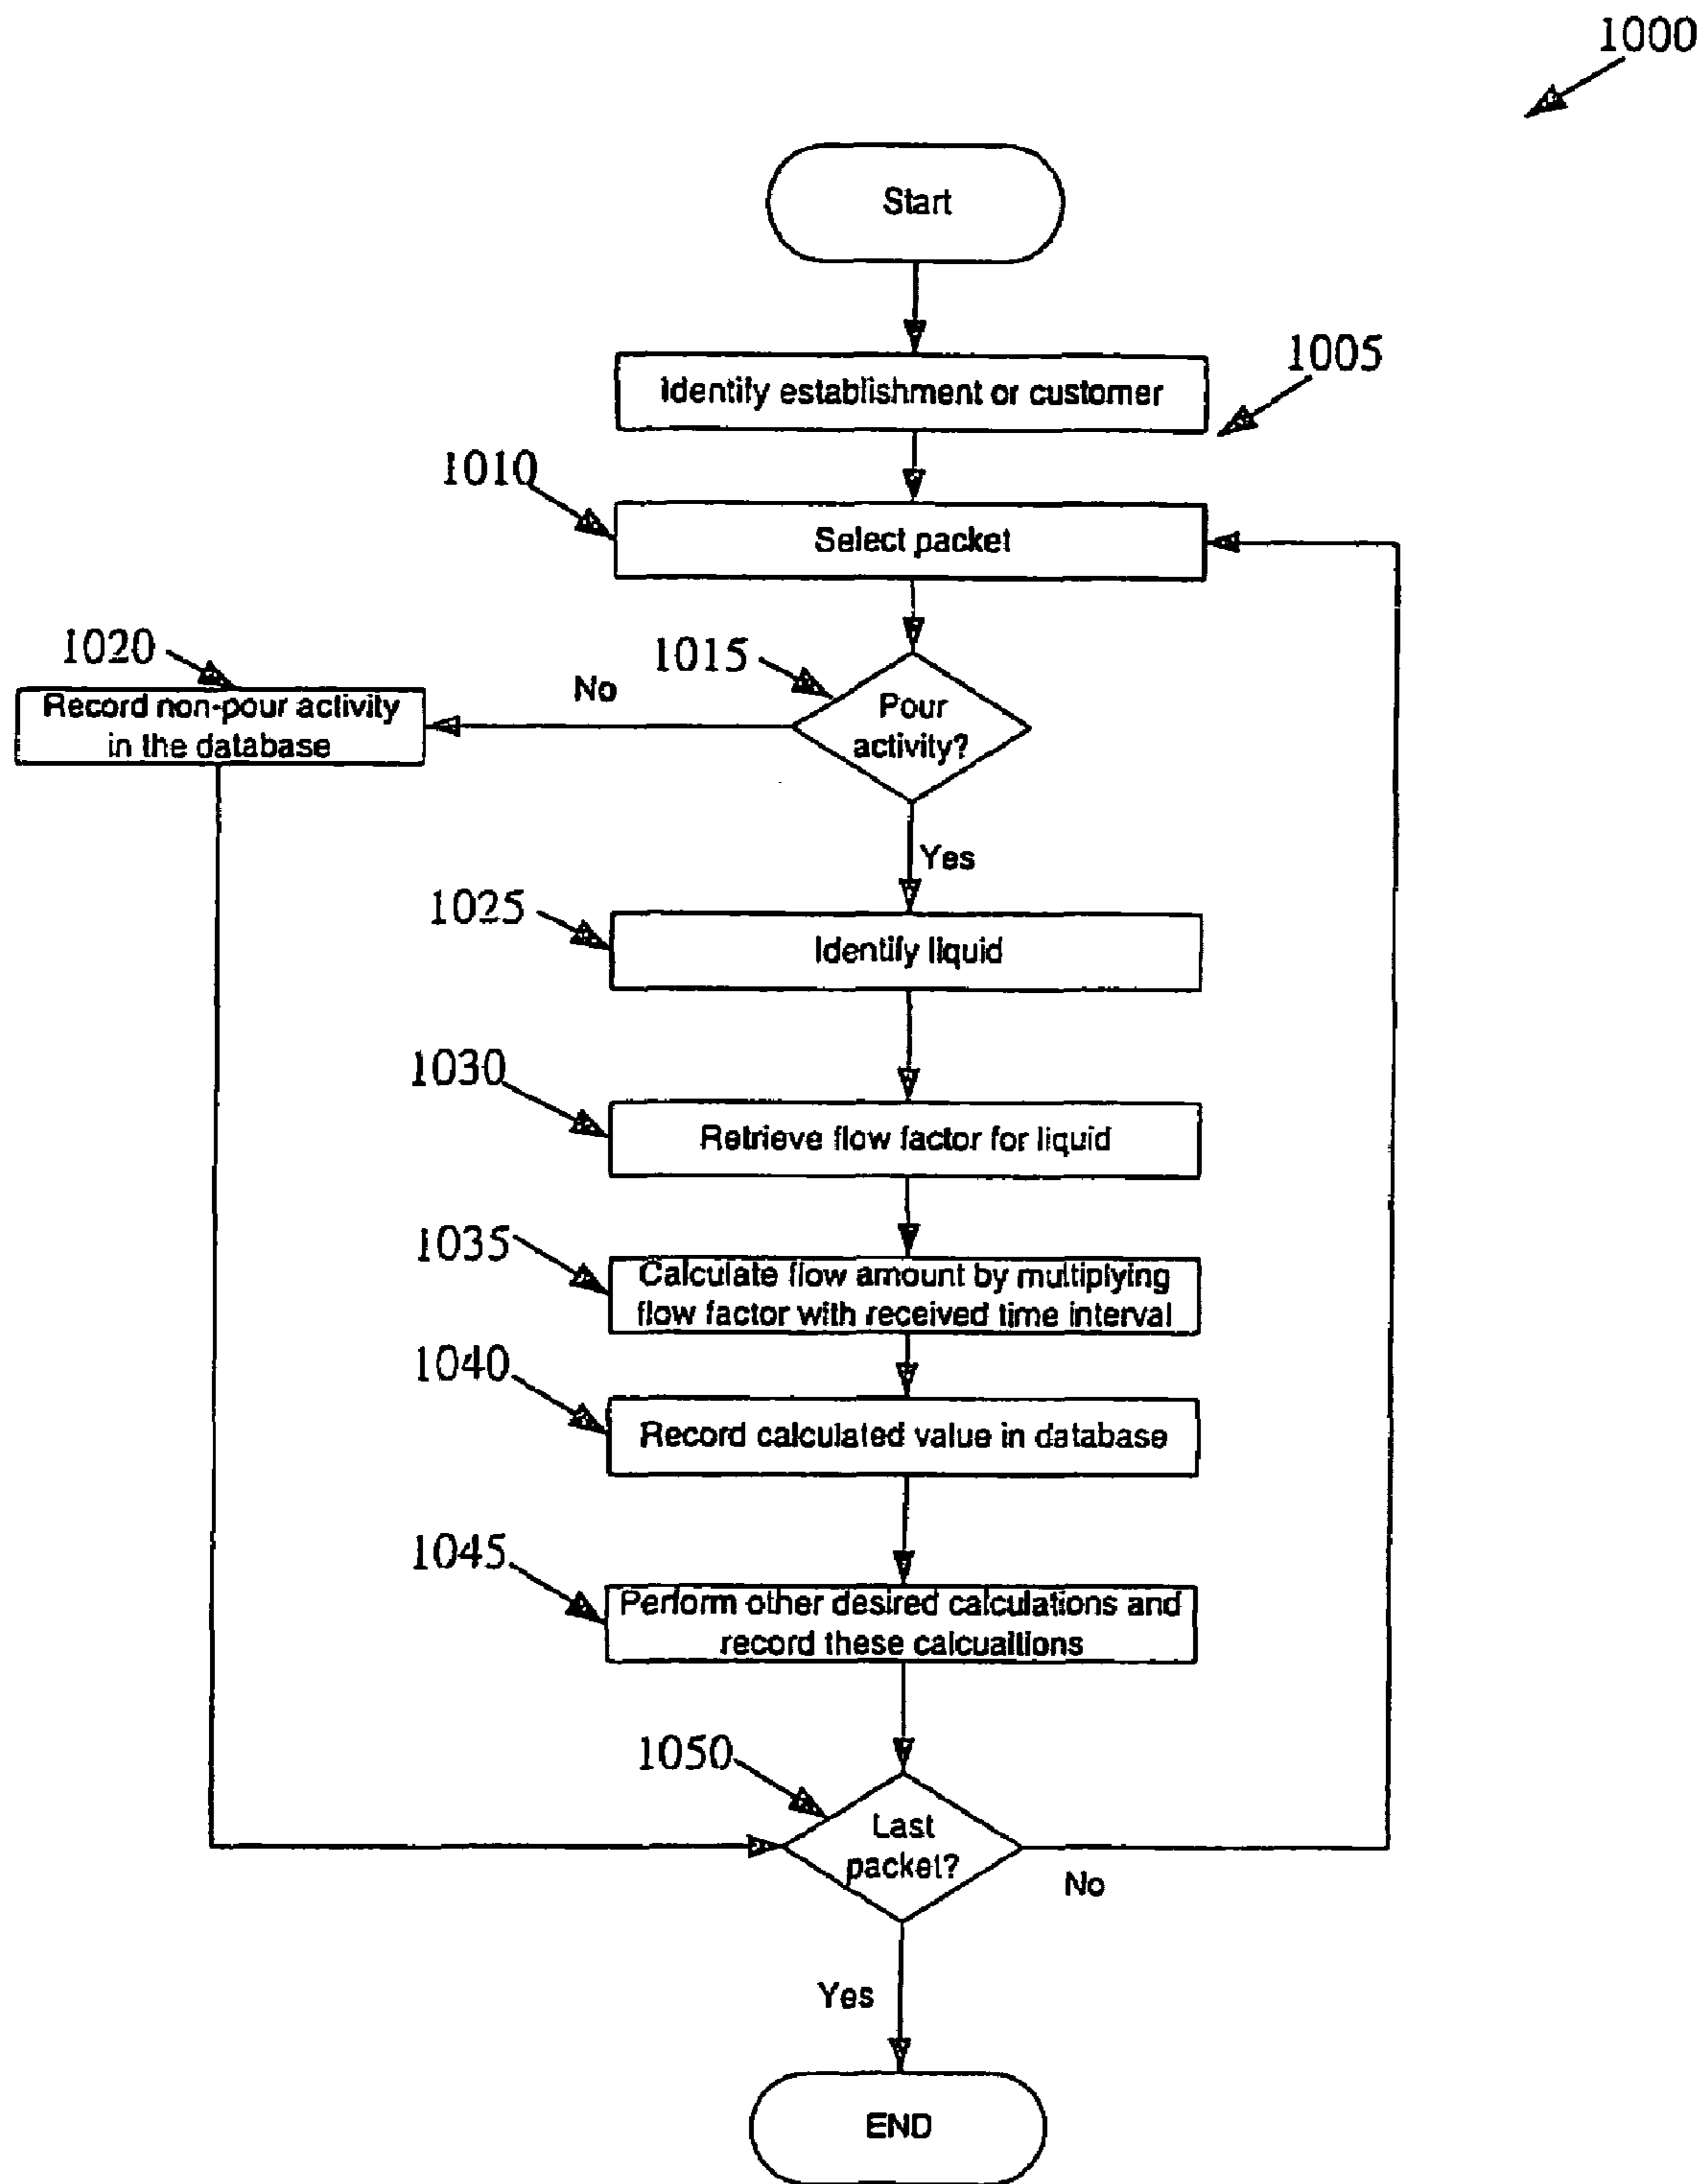 1000
Start
Identify establishment or customer
1005
1010
Select packet
1020
1015
No
Record non-pour activity
in the database
Pour
activity?
Yes
1025
Identify liquid
1030
Retrieve flow factor for liquid
1035
Calculate flow amount by multiplying
flow factor with received time interval
1040
Record calculated value in database
1045
Perform other desired calculations and
record these calcualtlions
1050
Last
packet?
No
Yes
END